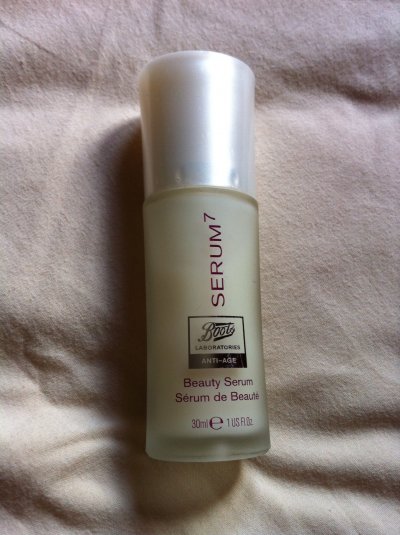 SERUM7
Boots
LABORATORIES
ANTI-AGE
Beauty Serum
Sérum de Beauté
30ml ℮ 1 US Fl.Oz.